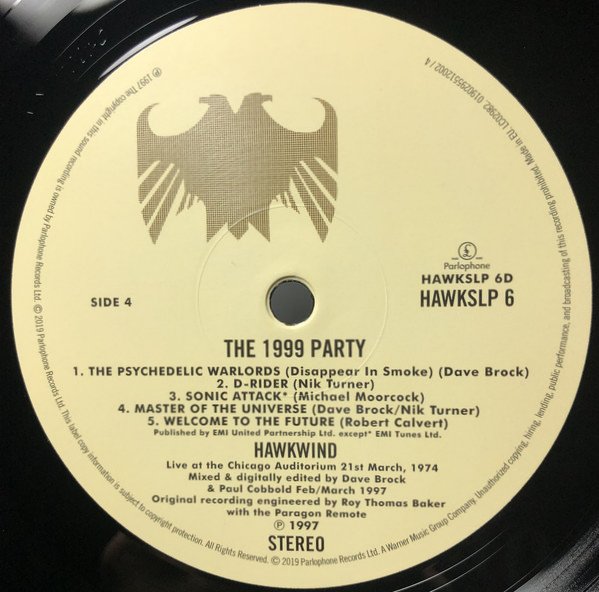 Parlophone
HAWKSLP 6D
SIDE 4
HAWKSLP 6
THE 1999 PARTY
1. THE PSYCHEDELIC WARLORDS (Disappear In Smoke) (Dave Brock)
2. D-RIDER (Nik Turner)
3. SONIC ATTACK* (Michael Moorcock)
4. MASTER OF THE UNIVERSE (Dave Brock/Nik Turner)
5. WELCOME TO THE FUTURE (Robert Calvert)
Published by EMI United Partnership Ltd. except* EMI Tunes Ltd.
HAWKWIND
Live at the Chicago Auditorium 21st March, 1974
Mixed & digitally edited by Dave Brock
& Paul Cobbold Feb/March 1997
Original recording engineered by Roy Thomas Baker
with the Paragon Remote
℗ 1997
STEREO
℗ 1997 The copyright in this sound recording is owned by Parlophone Records Ltd. © 2019 Parlophone Records Ltd. This label copy information is subject to copyright protection. All Rights Reserved. © 2019 Parlophone Records Ltd. A Warner Music Group Company. Unauthorized copying, hiring, lending, public performance, and broadcasting of this recording prohibited. Made in EU. LC02982. 0190295512002 / 4